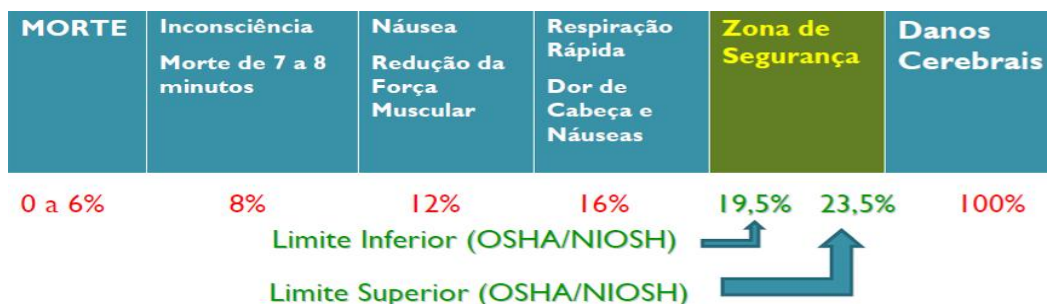 MORTE
Inconsciência
Morte de 7 a 8
minutos
Náusea
Redução da
Força
Muscular
Respiração
Rápida
Dor de
Cabeça e
Náuseas
Zona de
Segurança
Danos
Cerebrais
0 a 6%
8%
12%
16%
19,5%
23,5%
100%
Limite Inferior (OSHA/NIOSH)
Limite Superior (OSHA/NIOSH)